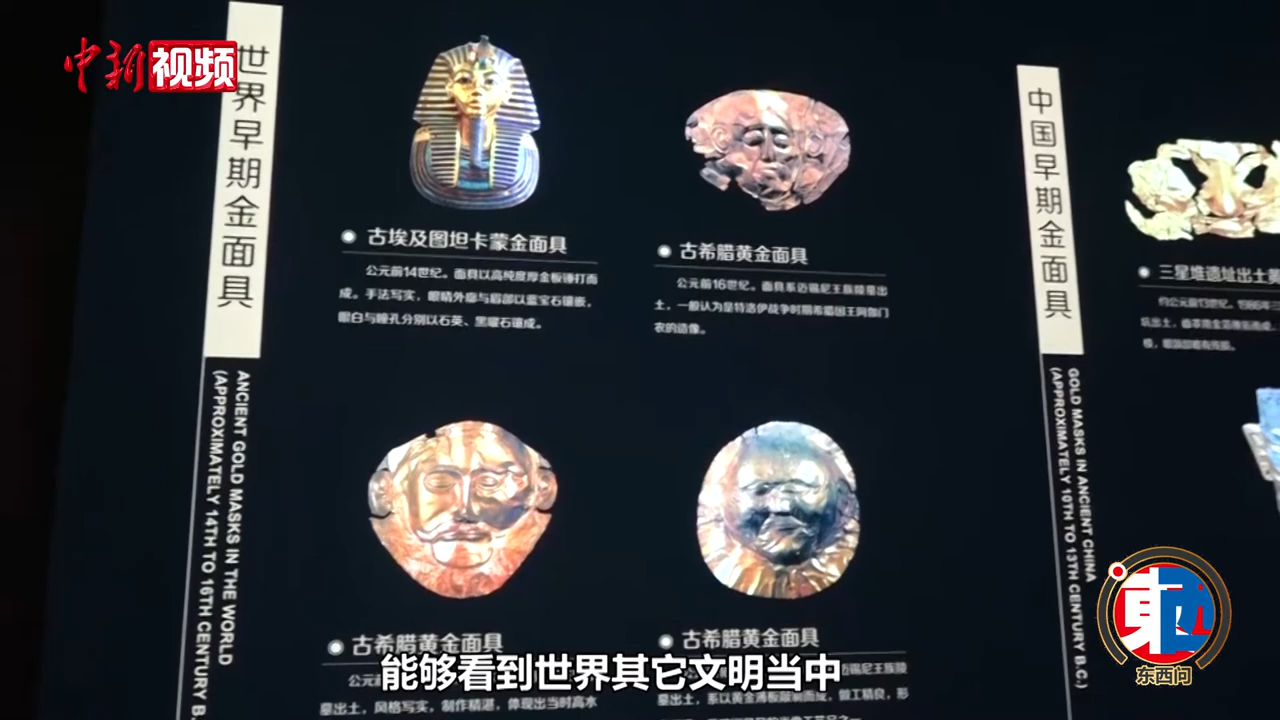 中新视频
世界早期金面具
ANCIENT GOLD MASKS IN THE WORLD
(APPROXIMATELY 14TH TO 16TH CENTURY B.
古埃及图坦卡蒙金面具
公元前14世纪。面具以高纯度厚金板锤打而
成。手法写实，眼睛外廓与眉部以蓝宝石镶嵌，
眼白与瞳孔分别以石英、黑曜石镶成。
古希腊黄金面具
公元前16世纪。面具系迈锡尼王族陵墓出
土，一般认为是特洛伊战争时期希腊国王阿伽门
农的造像。
古希腊黄金面具
墓出土，风格写实，制作精湛，体现出当时高水
古希腊黄金面具
迈锡尼王族陵
墓出土，系以黄金薄板敲制而成，做工精良，形
中国早期金面具
GOLD MASKS IN ANCIENT CHINA
(APPROXIMATELY 10TH TO 13TH CENTURY B.C.)
三星堆遗址出土
能够看到世界其它文明当中
东西问